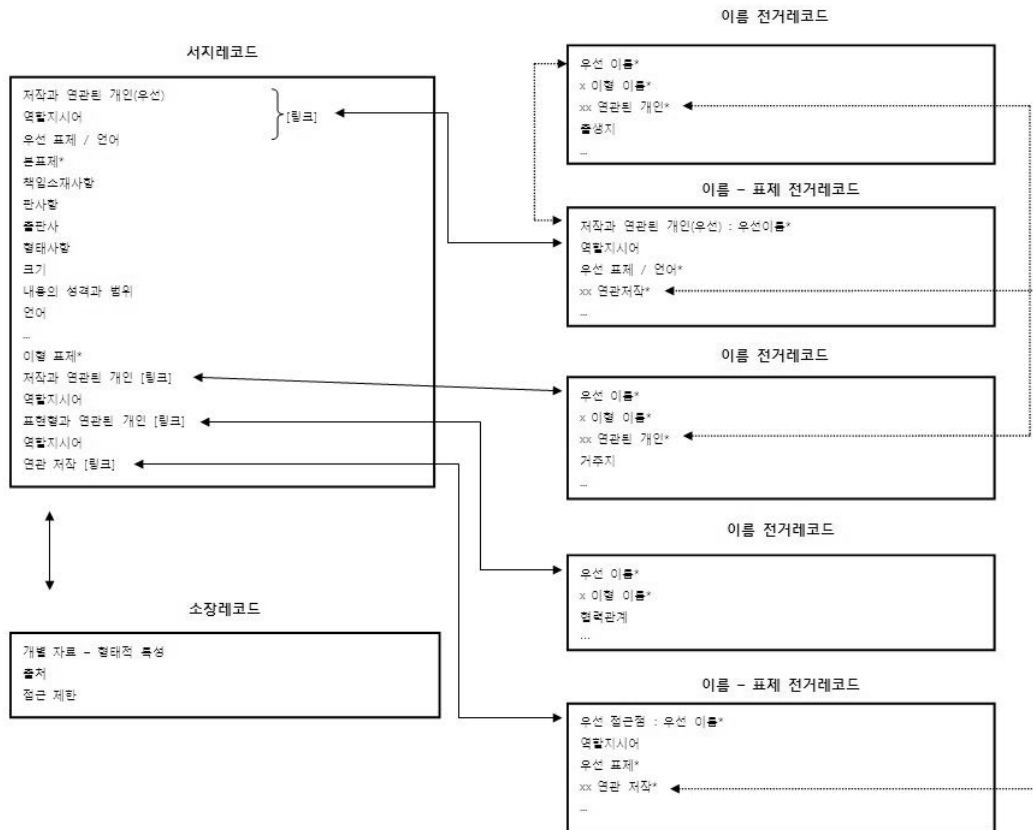 서지레코드
저작과 연관된 개인(우선)
역할지시어
[링크]
우선 표제 / 언어
본표제*
책임소재사항
판사항
출판사
형태사항
크기
내용의 성격과 범위
언어
…
이형 표제*
저작과 연관된 개인 [링크]
역할지시어
표현형과 연관된 개인 [링크]
역할지시어
연관 저작 [링크]
소장레코드
개별 자료 – 형태적 특성
출처
접근 제한
이름 전거레코드
우선 이름*
x 이형 이름*
xx 연관된 개인*
출생지
…
이름 – 표제 전거레코드
저작과 연관된 개인(우선) : 우선이름*
역할지시어
우선 표제 / 언어*
xx 연관저작*
…
이름 전거레코드
우선 이름*
x 이형 이름*
xx 연관된 개인*
거주지
…
이름 전거레코드
우선 이름*
x 이형 이름*
협력관계
…
이름 – 표제 전거레코드
우선 접근점 : 우선 이름*
역할지시어
우선 표제*
xx 연관 저작*
…